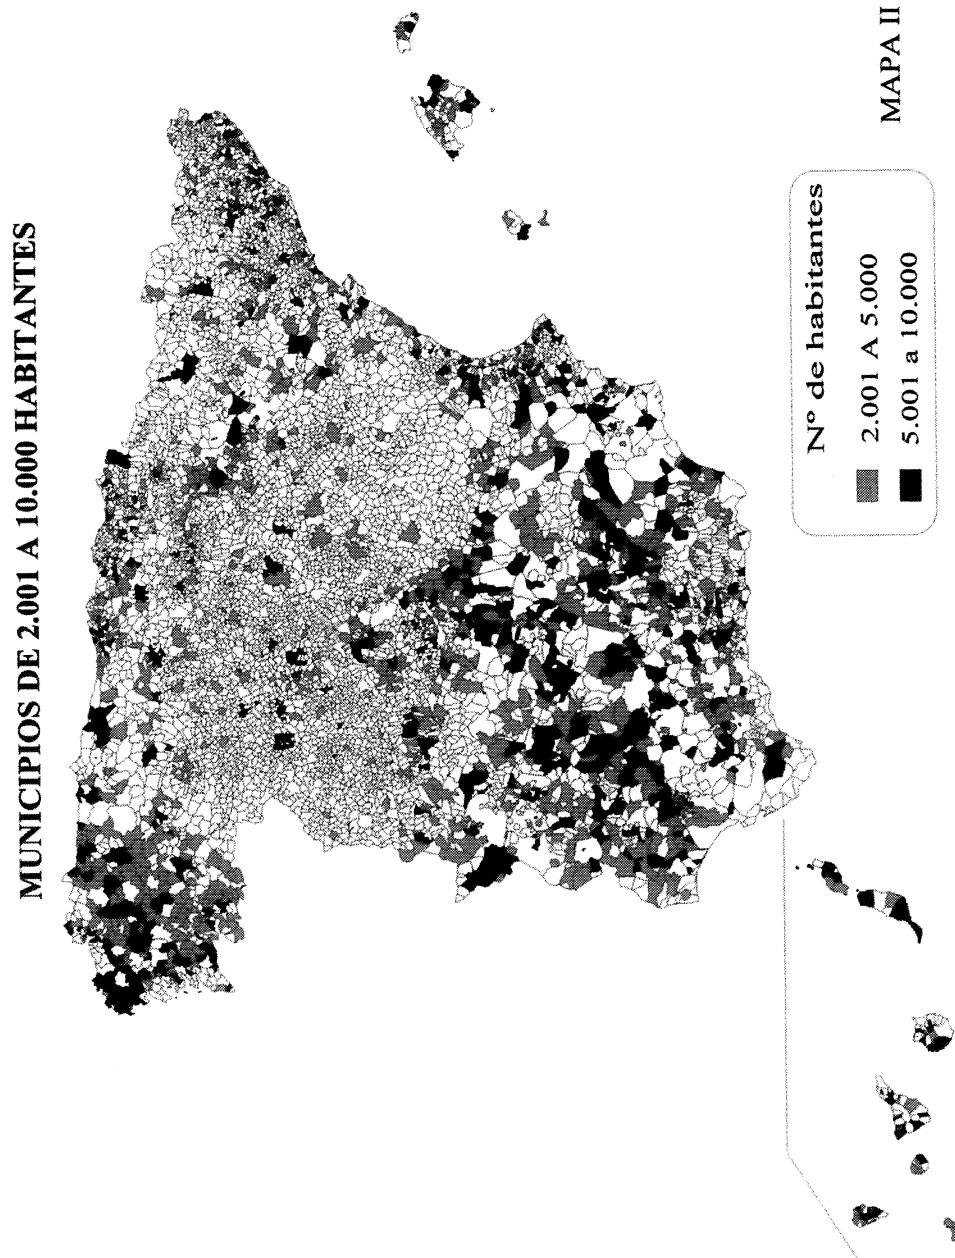 MUNICIPIOS DE 2.001 A 10.000 HABITANTES
Nº de habitantes
2.001 A 5.000
5.001 a 10.000
MAPA II